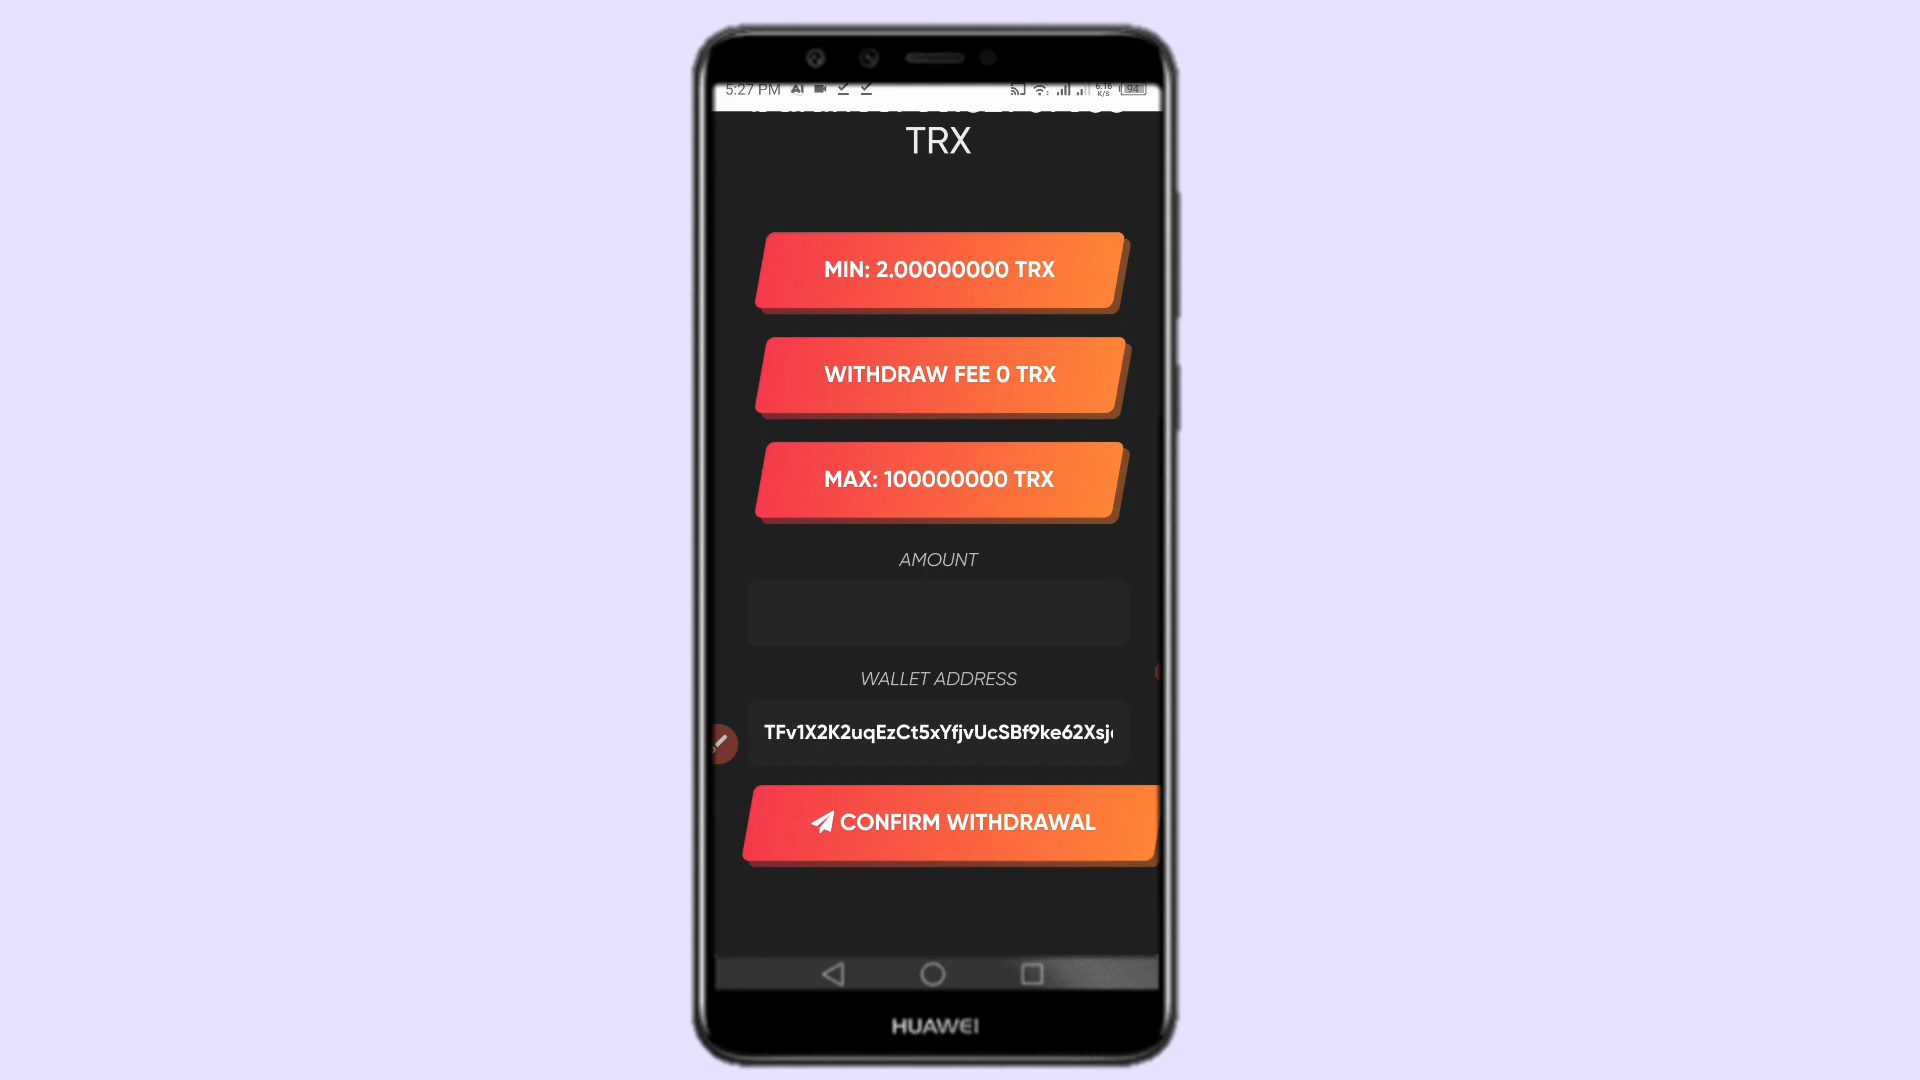 5:27 PM
94
TRX
MIN: 2.00000000 TRX
WITHDRAW FEE 0 TRX
MAX: 100000000 TRX
AMOUNT
WALLET ADDRESS
TFv1X2K2uqEzCt5xYfjvUcSBf9ke62Xsj
CONFIRM WITHDRAWAL
HUAWEI